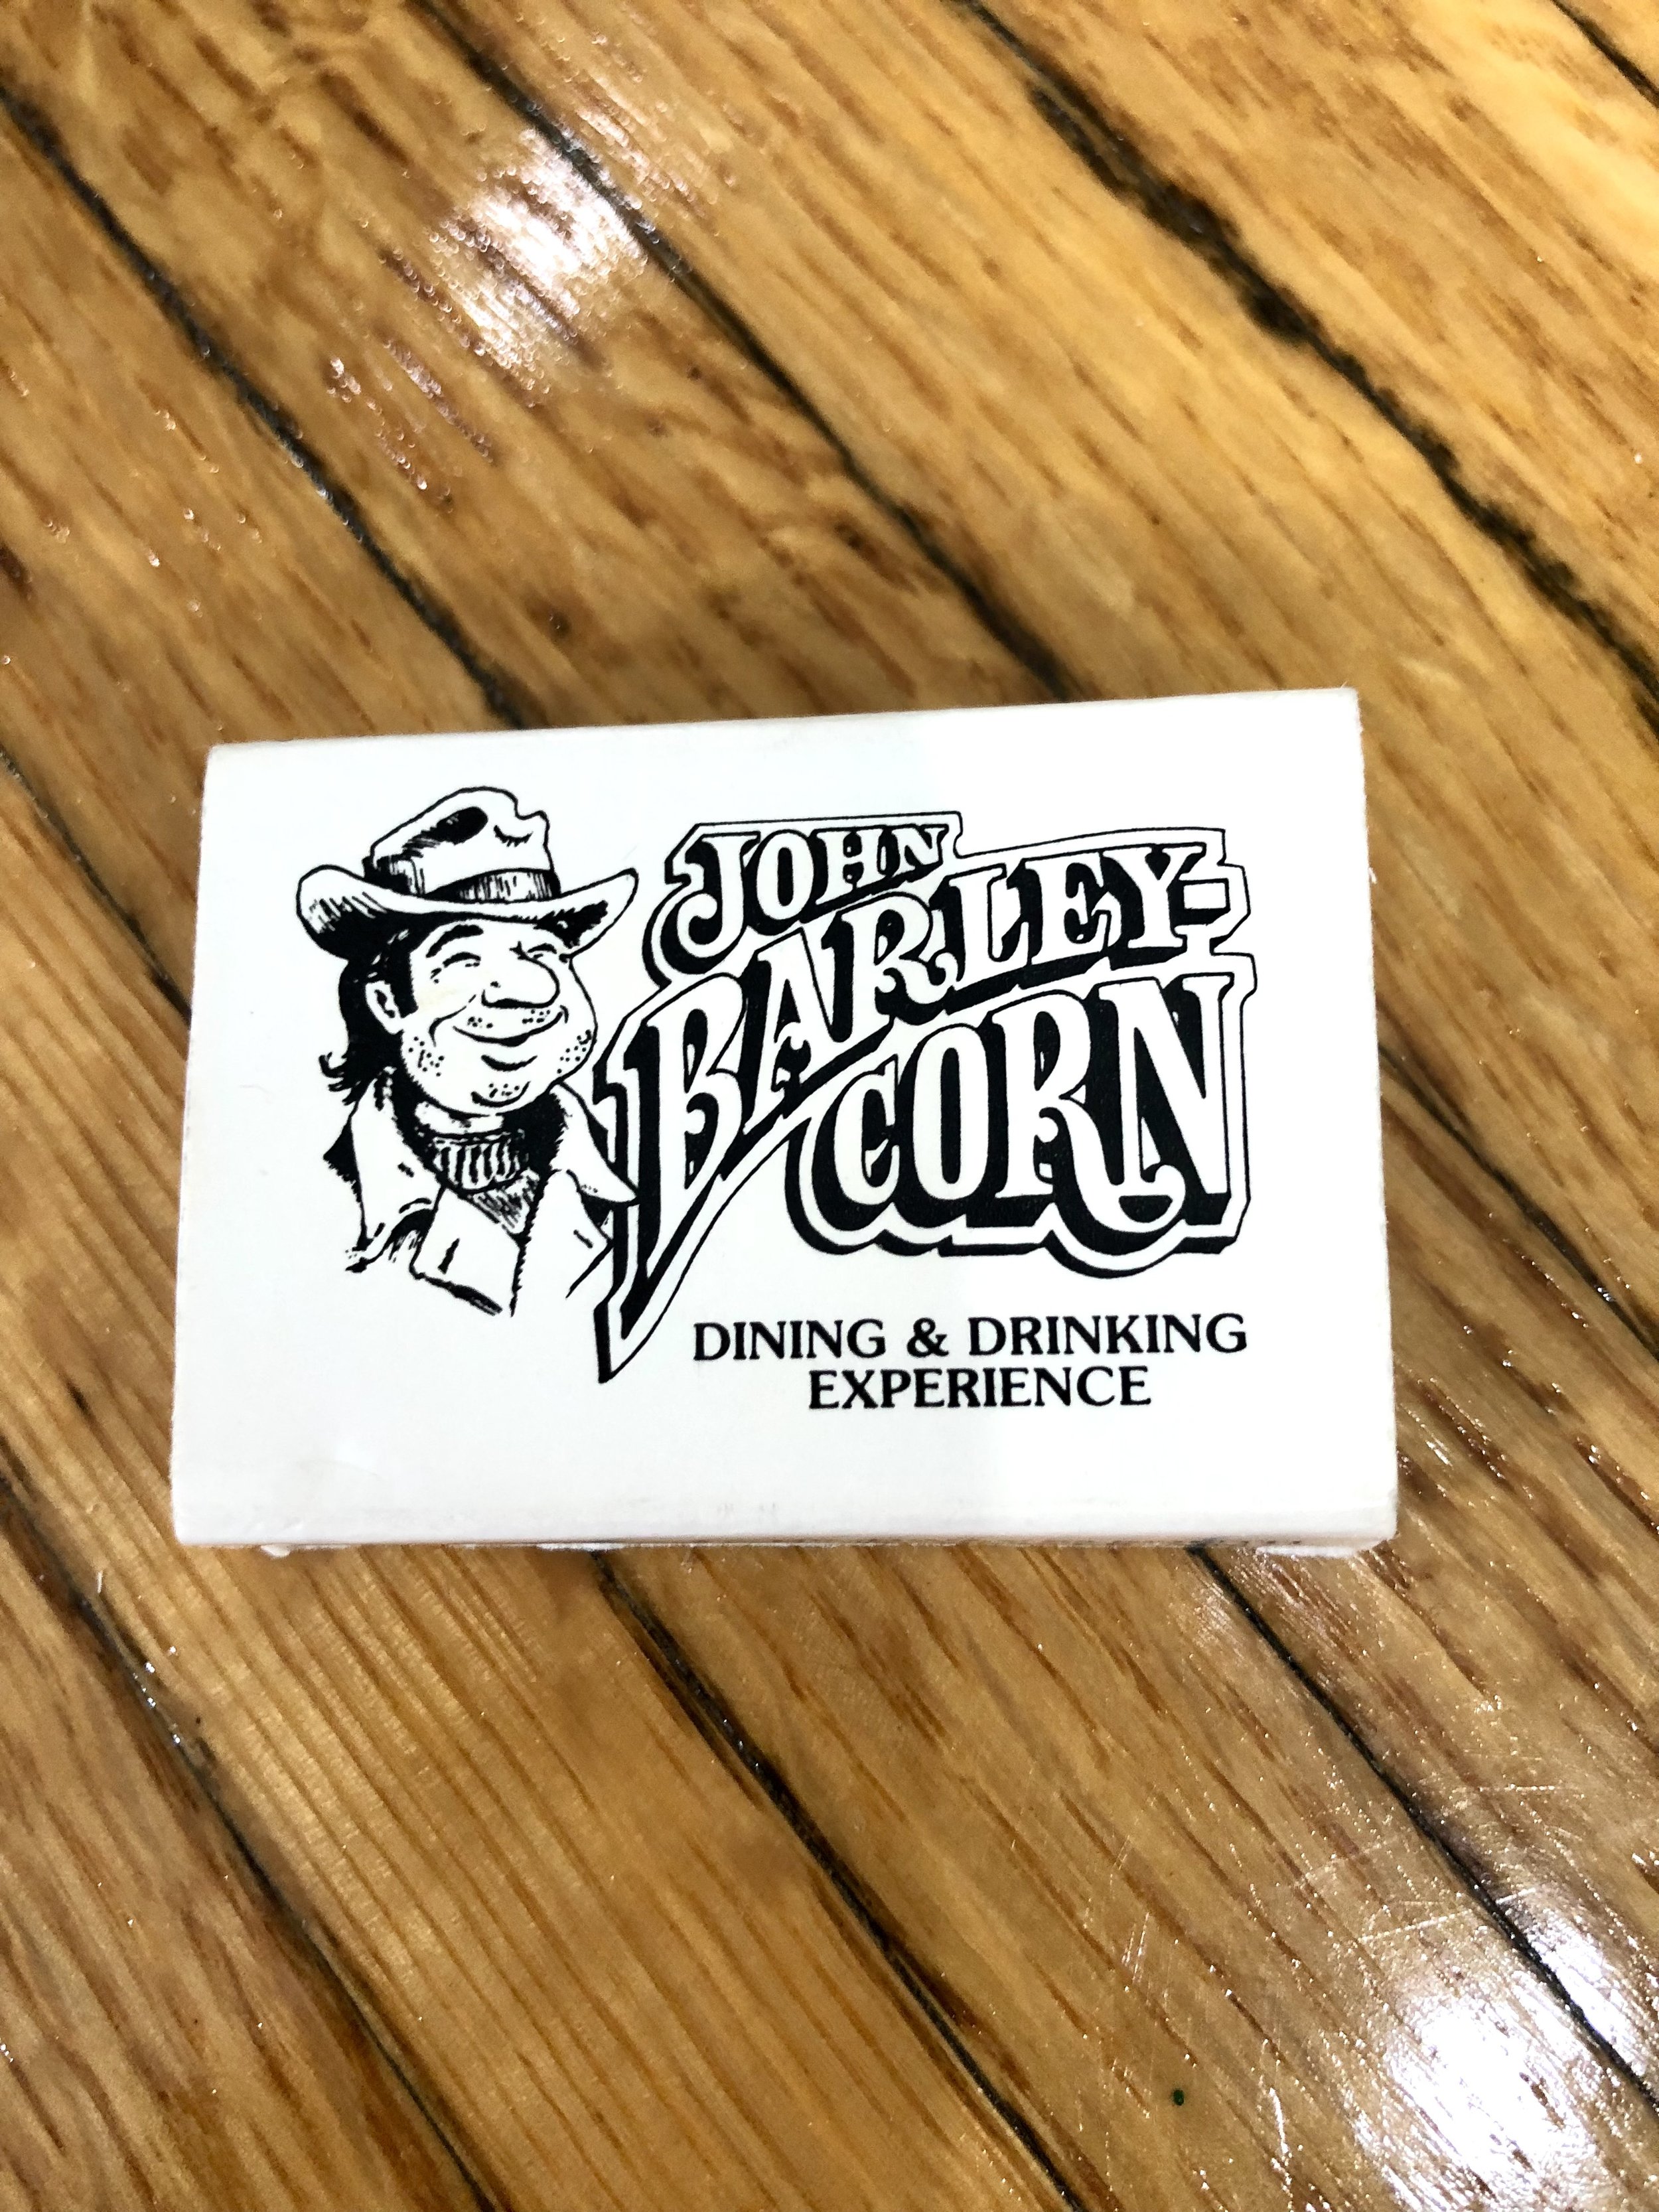 JOHN
BARLEY-
CORN
DINING & DRINKING
EXPERIENCE